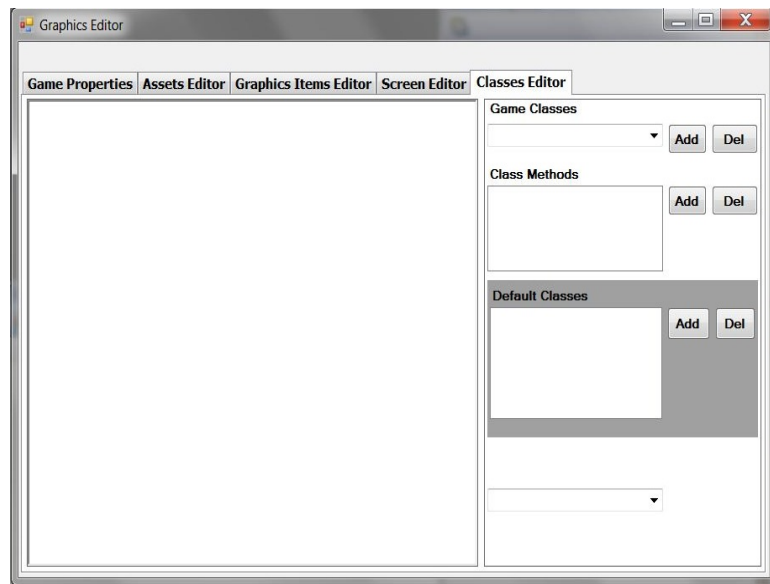 Graphics Editor
Game Properties Assets Editor Graphics Items Editor Screen Editor Classes Editor
Game Classes
Add Del
Class Methods
Add Del
Default Classes
Add Del